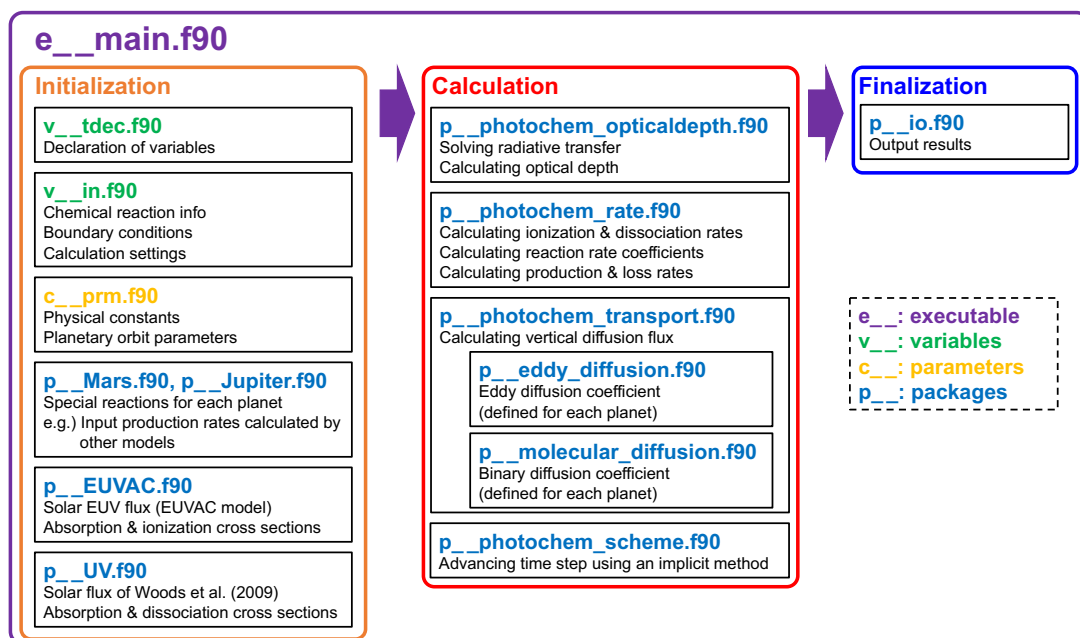 e__main.f90
Initialization
v__tdec.f90
Declaration of variables
v__in.f90
Chemical reaction info
Boundary conditions
Calculation settings
c__prm.f90
Physical constants
Planetary orbit parameters
p__Mars.f90, p__Jupiter.f90
Special reactions for each planet
e.g.) Input production rates calculated by
other models
p__EUVAC.f90
Solar EUV flux (EUVAC model)
Absorption & ionization cross sections
p__UV.f90
Solar flux of Woods et al. (2009)
Absorption & dissociation cross sections
Calculation
p__photochem_opticaldepth.f90
Solving radiative transfer
Calculating optical depth
p__photochem_rate.f90
Calculating ionization & dissociation rates
Calculating reaction rate coefficients
Calculating production & loss rates
p__photochem_transport.f90
Calculating vertical diffusion flux
p__eddy_diffusion.f90
Eddy diffusion coefficient
(defined for each planet)
p__molecular_diffusion.f90
Binary diffusion coefficient
(defined for each planet)
p__photochem_scheme.f90
Advancing time step using an implicit method
Finalization
p__io.f90
Output results
e__: executable
v__: variables
c__: parameters
p__: packages